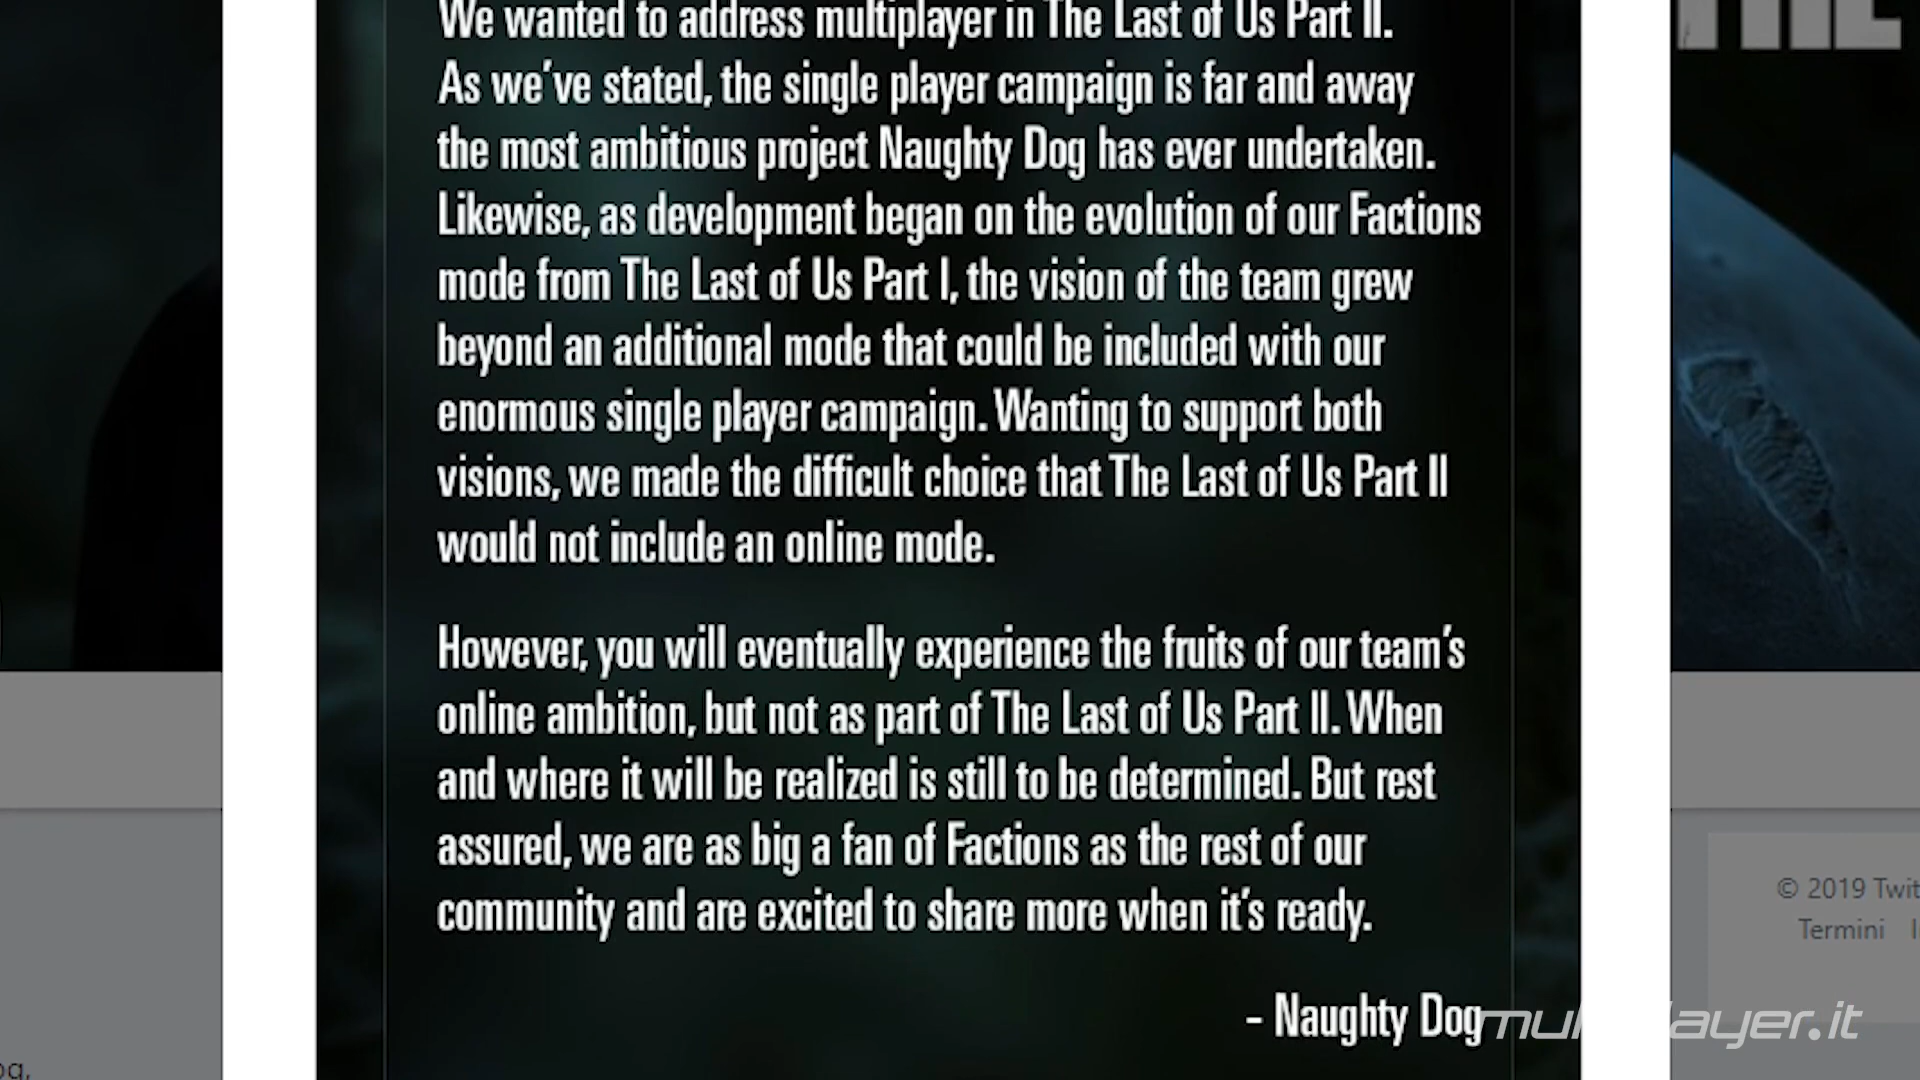 We wanted to address multiplayer in The Last of Us Part II.
As we've stated, the single player campaign is far and away
the most ambitious project Naughty Dog has ever undertaken.
Likewise, as development began on the evolution of our Factions
mode from The Last of Us Part I, the vision of the team grew
beyond an additional mode that could be included with our
enormous single player campaign. Wanting to support both
visions, we made the difficult choice that The Last of Us Part II
would not include an online mode.
However, you will eventually experience the fruits of our team's
online ambition, but not as part of The Last of Us Part II. When
and where it will be realized is still to be determined. But rest
assured, we are as big a fan of Factions as the rest of our
community and are excited to share more when it's ready.
- Naughty Dog
© 2019 Twit
Termini